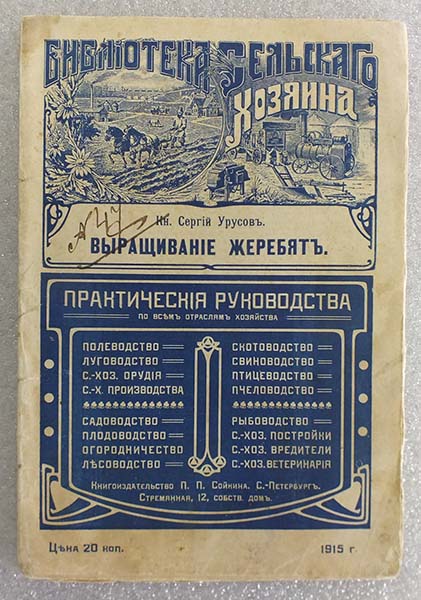 БИБЛІОТЕКА СЕЛЬСКАГО
ХОЗЯИНА
Кн. Сергій Урусовъ.
ВЫРАЩИВАНІЕ ЖЕРЕБЯТЪ.
ПРАКТИЧЕСКІЯ РУКОВОДСТВА
ПО ВСѢМЪ ОТРАСЛЯМЪ ХОЗЯЙСТВА
ПОЛЕВОДСТВО
ЛУГОВОДСТВО
С.-ХОЗ. ОРУДІЯ
С.-Х. ПРОИЗВОДСТВА
САДОВОДСТВО
ПЛОДОВОДСТВО
ОГОРОДНИЧЕСТВО
ЛѢСОВОДСТВО
СКОТОВОДСТВО
СВИНОВОДСТВО
ПТИЦЕВОДСТВО
ПЧЕЛОВОДСТВО
РЫБОВОДСТВО
С.-ХОЗ. ПОСТРОЙКИ
С.-ХОЗ. ВРЕДИТЕЛИ
С.-ХОЗ. ВЕТЕРИНАРІЯ
Книгоиздательство П. П. Сойкина. С.-Петербургъ.
Стремянная, 12, собств. домъ.
Цѣна 20 коп. 1915 г.